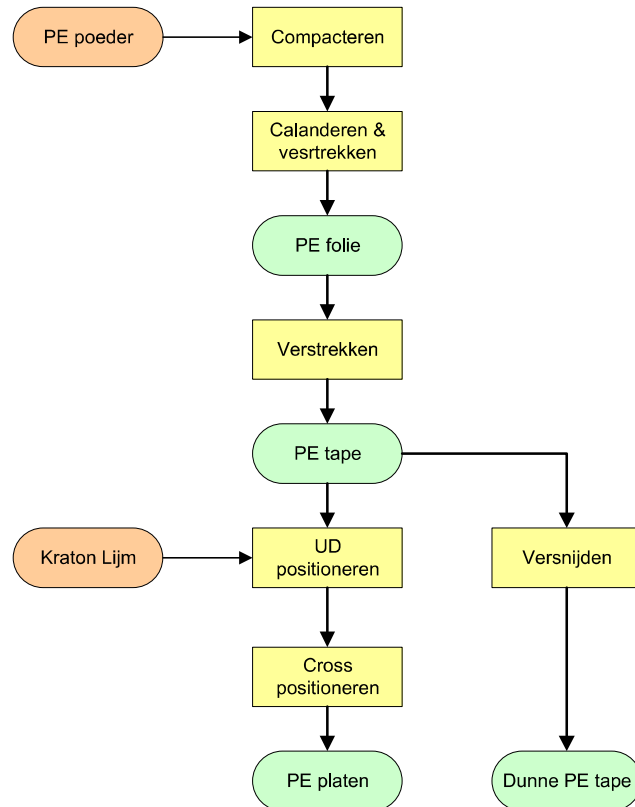 PE poeder
Compacteren
Calanderen &
vesrtrekken
PE folie
Verstrekken
PE tape
Kraton Lijm
UD
positioneren
Versnijden
Cross
positioneren
PE platen
Dunne PE tape